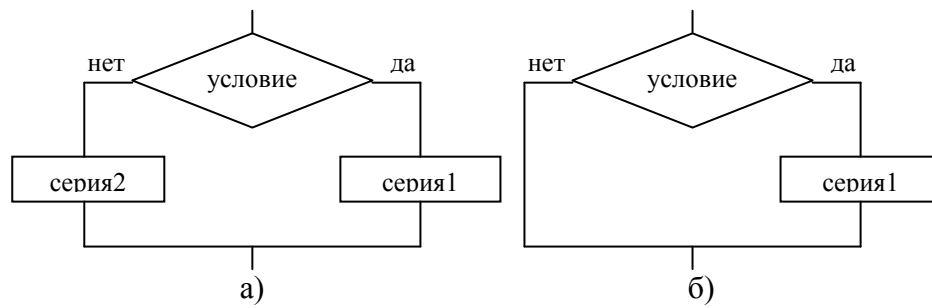 нет
да
условие
серия2
серия1
а)
нет
да
условие
серия1
б)